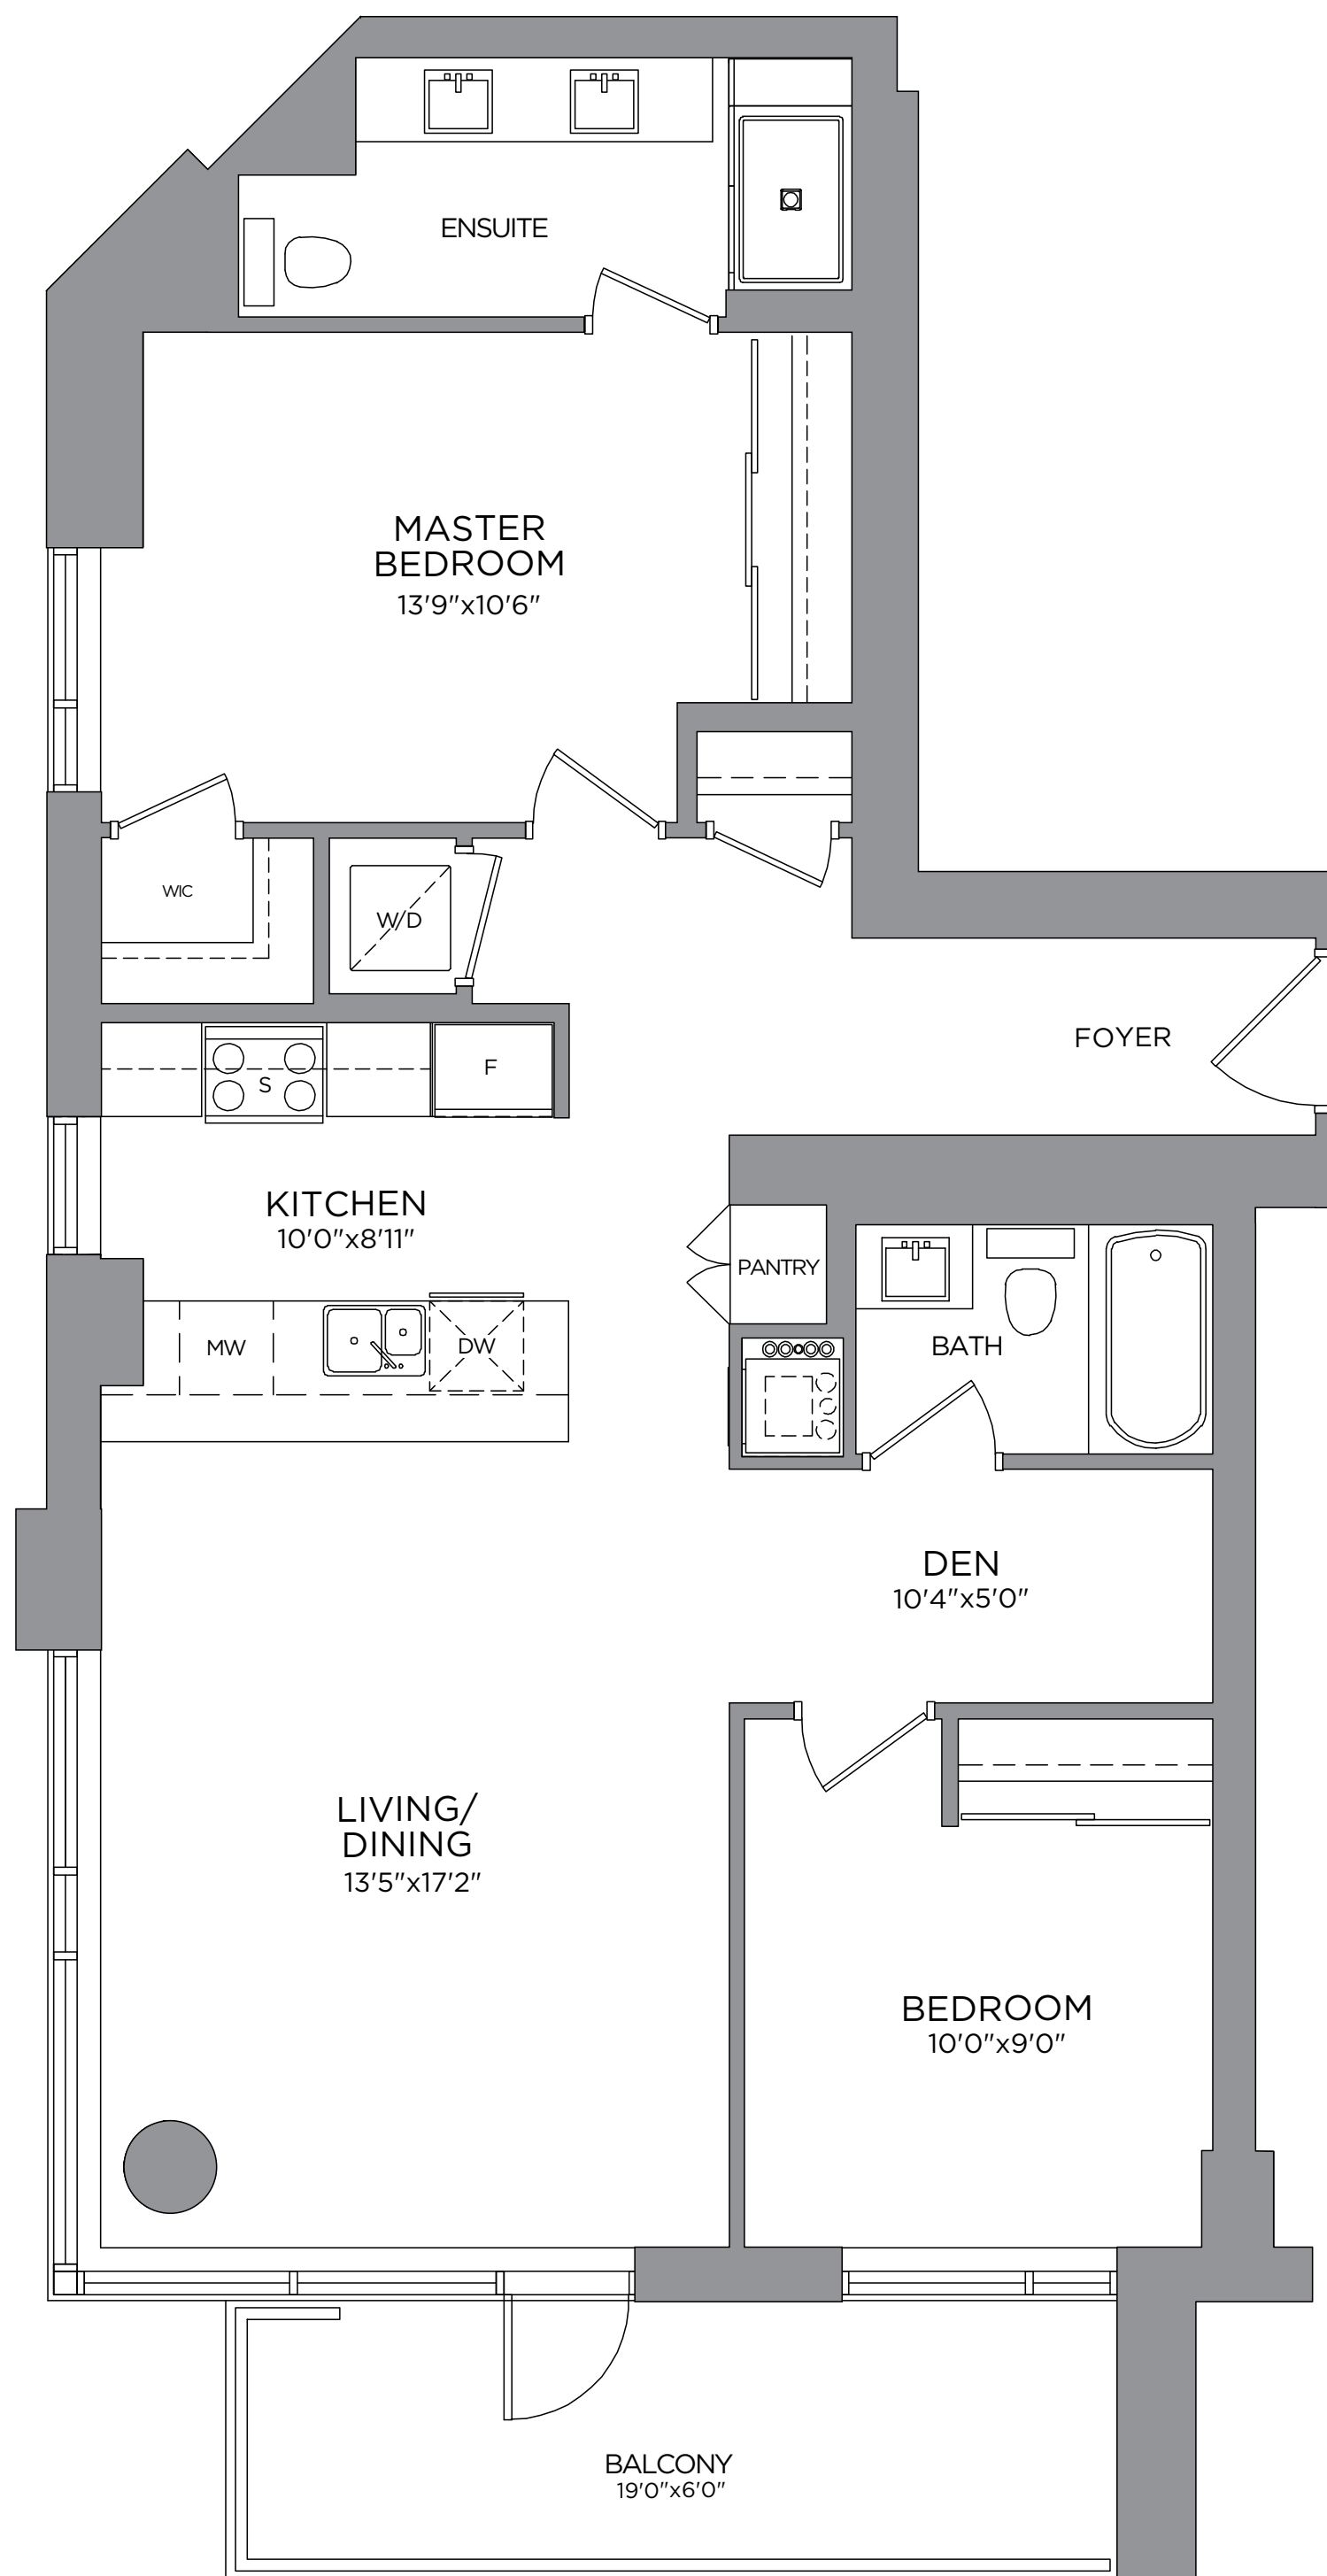 ENSUITE
MASTER
BEDROOM
13'9"x10'6"
WIC
W/D
FOYER
S
F
KITCHEN
10'0"x8'11"
PANTRY
MW
DW
BATH
DEN
10'4"x5'0"
LIVING/
DINING
13'5"x17'2"
BEDROOM
10'0"x9'0"
BALCONY
19'0"x6'0"